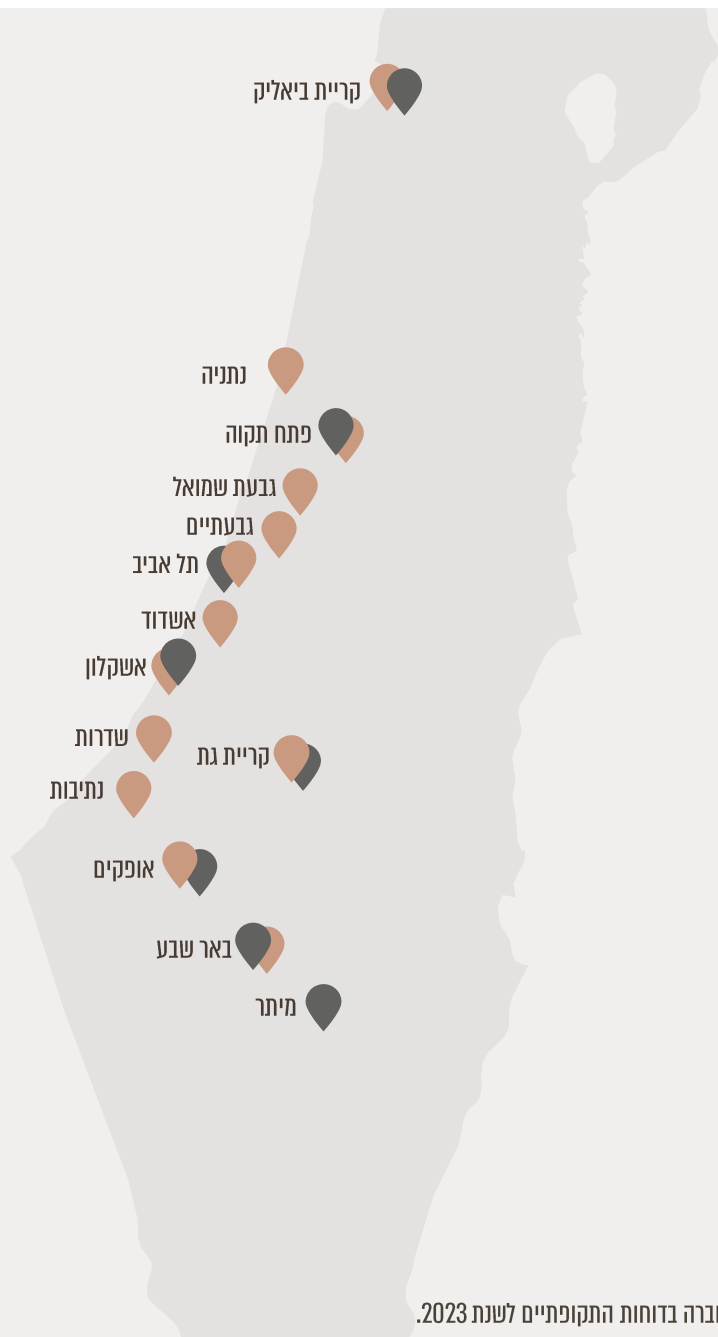 קריית ביאליק
נתניה
פתח תקוה
גבעת שמואל
גבעתיים
תל אביב
אשדוד
אשקלון
שדרות
קריית גת
נתיבות
אופקים
באר שבע
מיתר
בדוחות התקופתיים לשנת 2023.